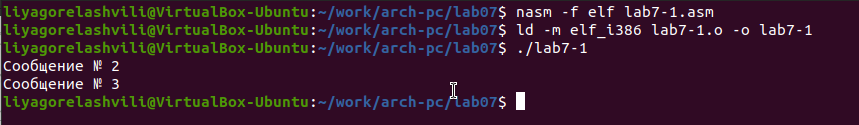 liyagorelashvili@VirtualBox-Ubuntu:~/work/arch-pc/lab07$ nasm -f elf lab7-1.asm
liyagorelashvili@VirtualBox-Ubuntu:~/work/arch-pc/lab07$ ld -m elf_i386 lab7-1.o -o lab7-1
liyagorelashvili@VirtualBox-Ubuntu:~/work/arch-pc/lab07$ ./lab7-1
Сообщение № 2
Сообщение № 3
liyagorelashvili@VirtualBox-Ubuntu:~/work/arch-pc/lab07$